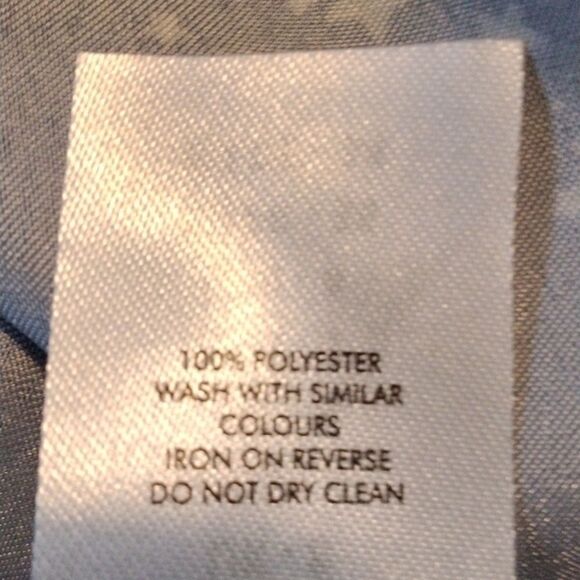 100% POLYESTER
WASH WITH SIMILAR
COLOURS
IRON ON REVERSE
DO NOT DRY CLEAN